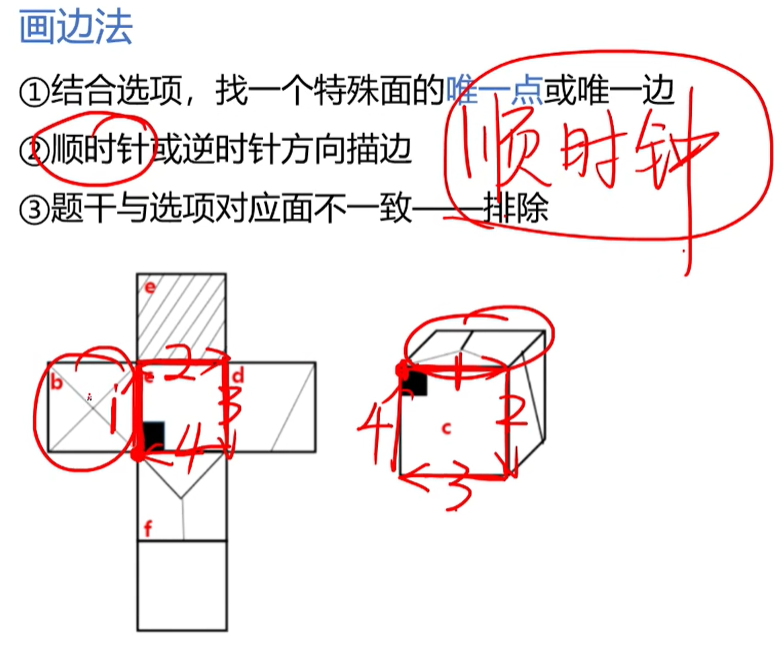 画边法
①结合选项，找一个特殊面的唯一点或唯一边
②顺时针或逆时针方向描边
顺时钟
③题干与选项对应面不一致——排除
e
b
1
2
e
3
d
4
f
1
4
c
2
3